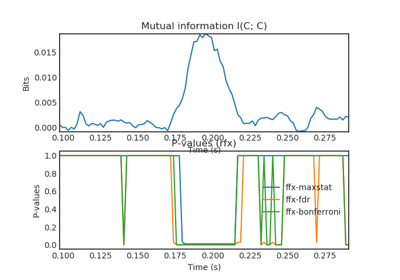 Mutual information I(C; C)
Bits
0.015
0.010
0.005
0.000
0.100 0.125 0.150 0.175 0.200 0.225 0.250 0.275
Time (s)
P-values (rfx)
P-values
1.0
0.8
0.6
0.4
0.2
0.0
ffx-maxstat
ffx-fdr
ffx-bonferroni
0.100 0.125 0.150 0.175 0.200 0.225 0.250 0.275
Time (s)